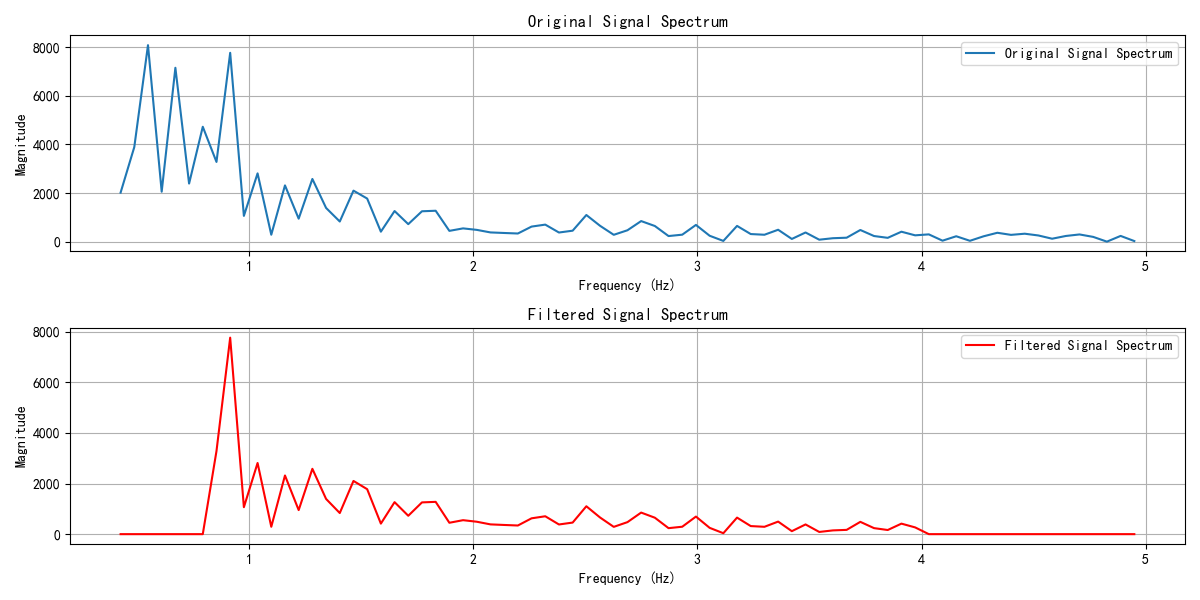 Original Signal Spectrum
8000
6000
4000
2000
0
Magnitude
Original Signal Spectrum
1 2 3 4 5
Frequency (Hz)
Filtered Signal Spectrum
8000
6000
4000
2000
0
Magnitude
Filtered Signal Spectrum
1 2 3 4 5
Frequency (Hz)